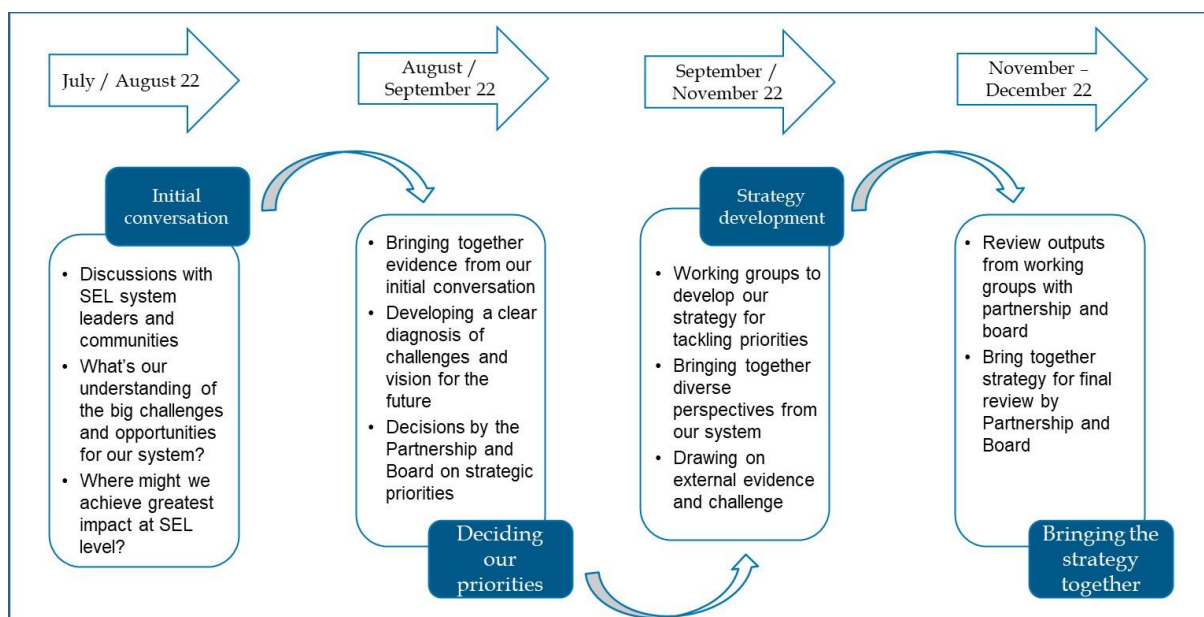 July / August 22
August /
September 22
September /
November 22
November –
December 22
Initial
conversation
• Discussions with
SEL system
leaders and
communities
• What's our
understanding of
the big challenges
and opportunities
for our system?
• Where might we
achieve greatest
impact at SEL
level?
• Bringing together
evidence from our
initial conversation
• Developing a clear
diagnosis of
challenges and
vision for the
future
• Decisions by the
Partnership and
Board on strategic
priorities
Deciding
our
priorities
Strategy
development
• Working groups to
develop our
strategy for
tackling priorities
• Bringing together
diverse
perspectives from
our system
• Drawing on
external evidence
and challenge
• Review outputs
from working
groups with
partnership and
board
• Bring together
strategy for final
review by
Partnership and
Board
Bringing the
strategy
together